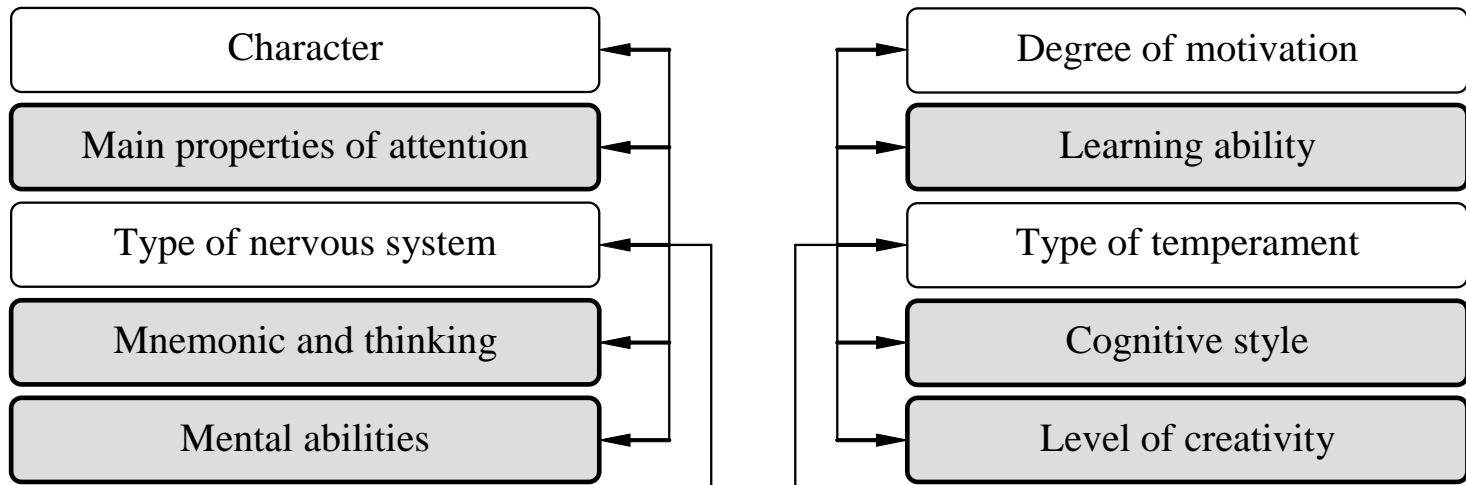 Character
Main properties of attention
Type of nervous system
Mnemonic and thinking
Mental abilities
Degree of motivation
Learning ability
Type of temperament
Cognitive style
Level of creativity